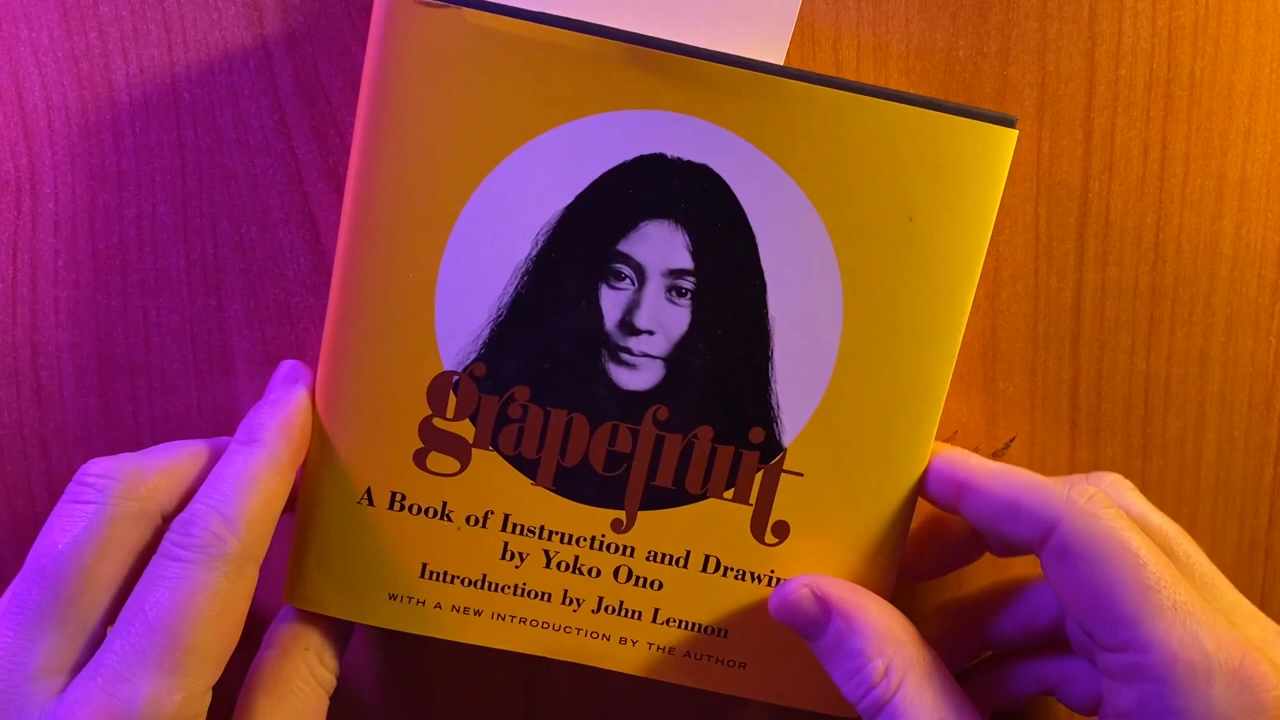 grapefruit
A Book of Instruction and Drawin
by Yoko Ono
Introduction by John Lennon
WITH A NEW INTRODUCTION BY THE AUTHOR